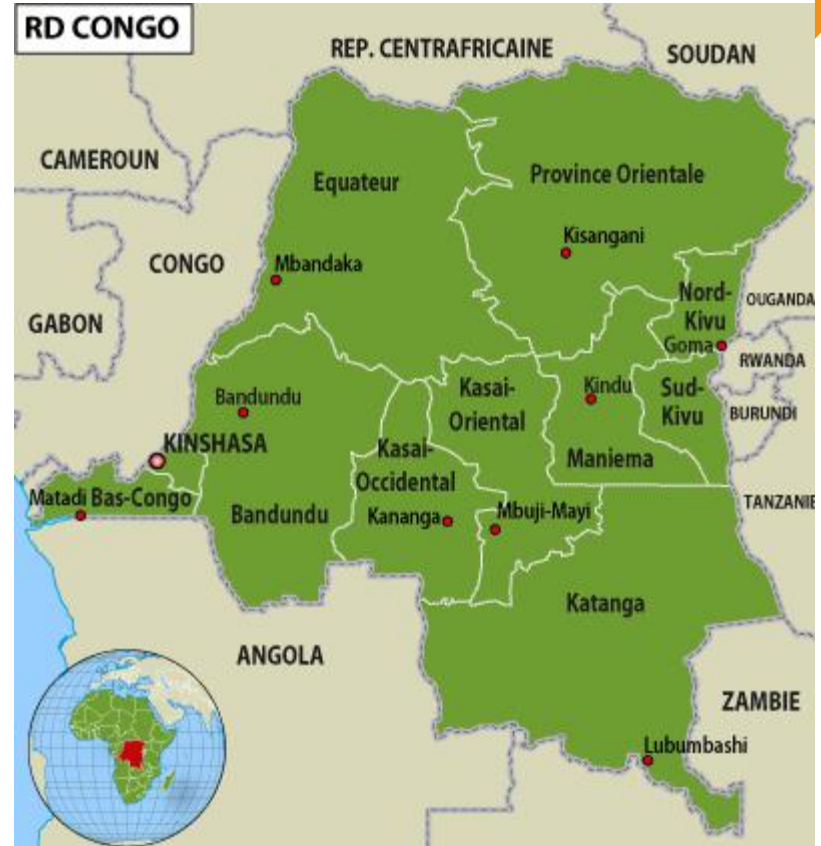 RD CONGO
REP. CENTRAFRICAINE
SOUDAN
CAMEROUN
Equateur
Province Orientale
Kisangani
CONGO
Mbandaka
Nord-
Kivu
OUGANDA
GABON
Goma
RWANDA
Bandundu
Kasai-
Oriental
Kindu
Sud-
Kivu
BURUNDI
KINSHASA
Kasai-
Occidental
Maniema
Matadi
Bas-Congo
Bandundu
Kananga
Mbuji-Mayi
TANZANIE
Katanga
ANGOLA
ZAMBIE
Lubumbashi